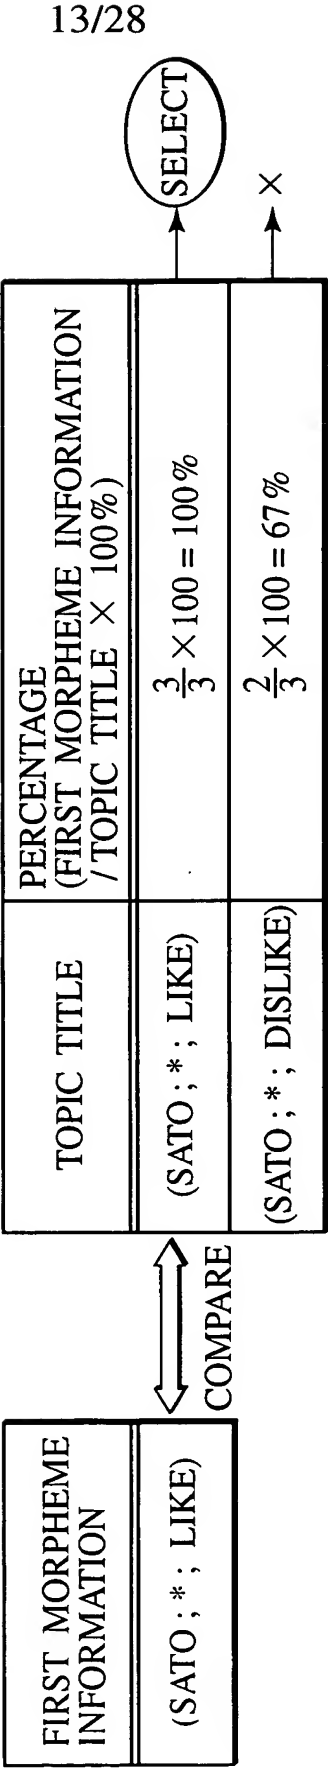 13/28
FIRST MORPHEME
INFORMATION
(SATO ; * ; LIKE)
COMPARE
TOPIC TITLE
PERCENTAGE
(FIRST MORPHEME INFORMATION
/ TOPIC TITLE × 100%)
(SATO ; * ; LIKE)
3/3 × 100 = 100%
SELECT
(SATO ; * ; DISLIKE)
2/3 × 100 = 67%
×